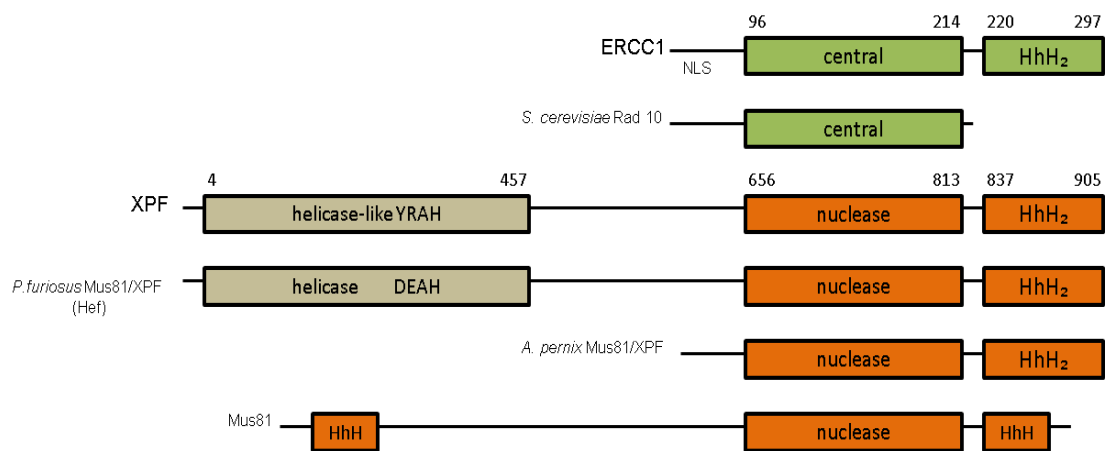 96 214 220 297
ERCC1 central HhH₂
NLS
S. cerevisiae Rad 10 central
4 457 656 813 837 905
XPF helicase-like YRAH nuclease HhH₂
P.furiosus Mus81/XPF helicase DEAH nuclease HhH₂
(Hef)
A. pernix Mus81/XPF nuclease HhH₂
Mus81 HhH nuclease HhH